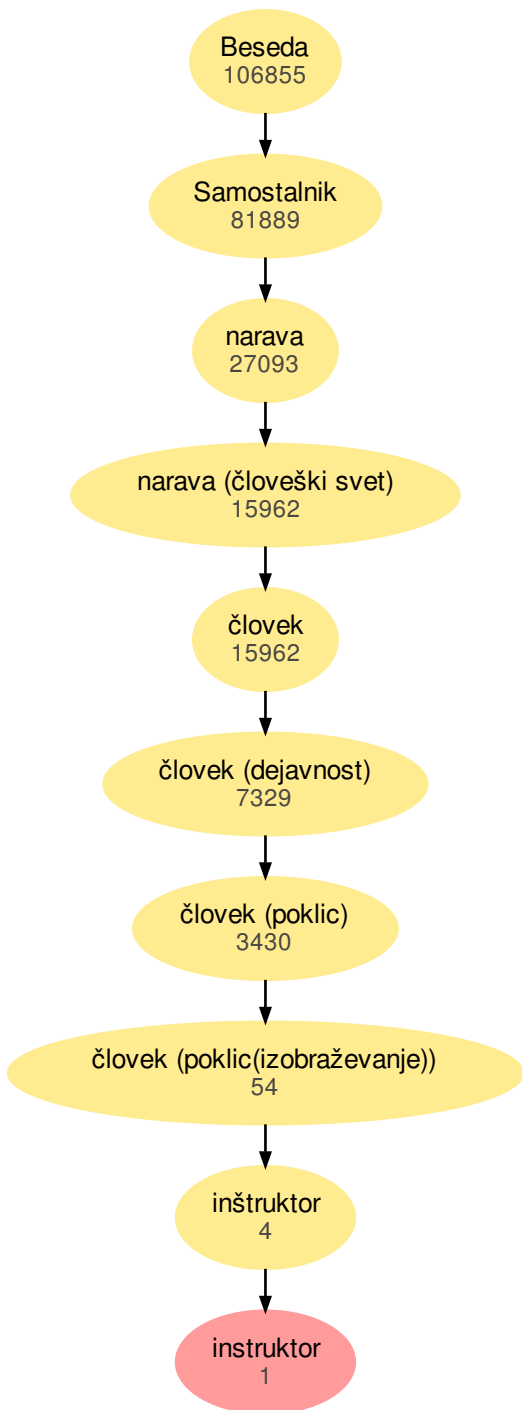 Beseda
106855
Samostalnik
81889
narava
27093
narava (človeški svet)
15962
človek
15962
človek (dejavnost)
7329
človek (poklic)
3430
človek (poklic(izobraževanje))
54
inštruktor
4
instruktor
1